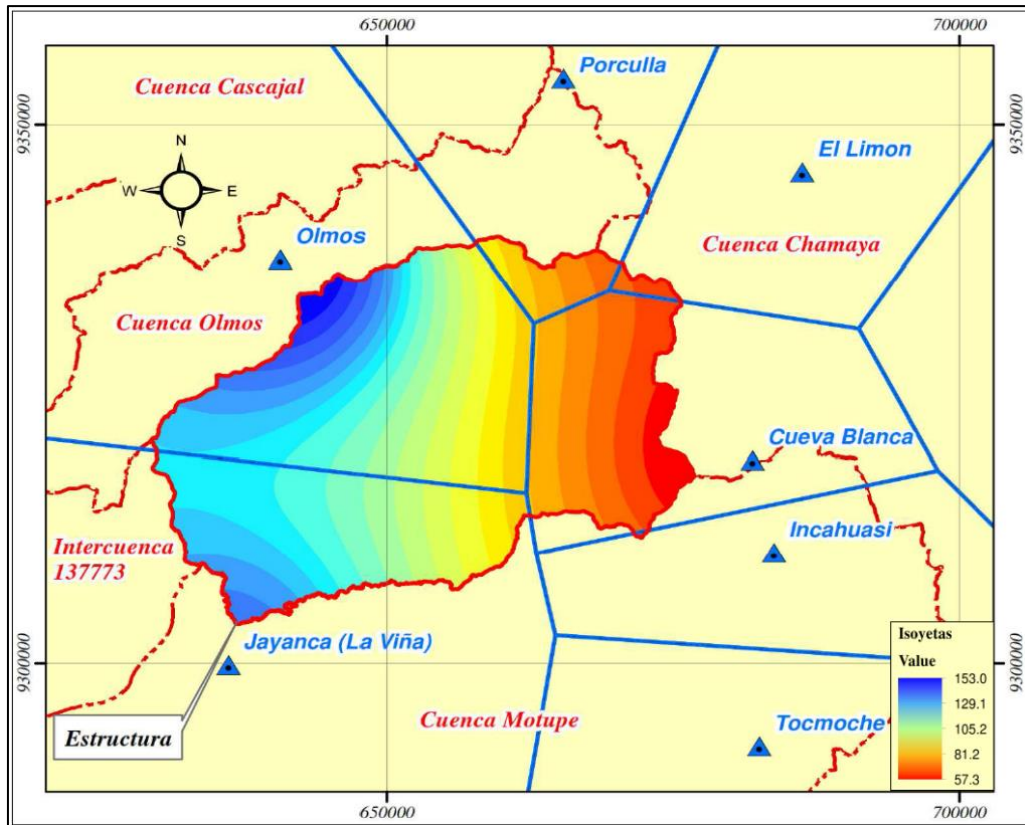 650000
700000
Cuenca Cascajal
Porculla
9350000
9350000
N
W
E
S
El Limon
Olmos
Cuenca Chamaya
Cuenca Olmos
Cueva Blanca
Incahuasi
Intercuenca
137773
Jayanca (La Viña)
9300000
9300000
Isoyetas
Value
153.0
129.1
105.2
81.2
57.3
Cuenca Motupe
Tocmoche
Estructura
650000
700000